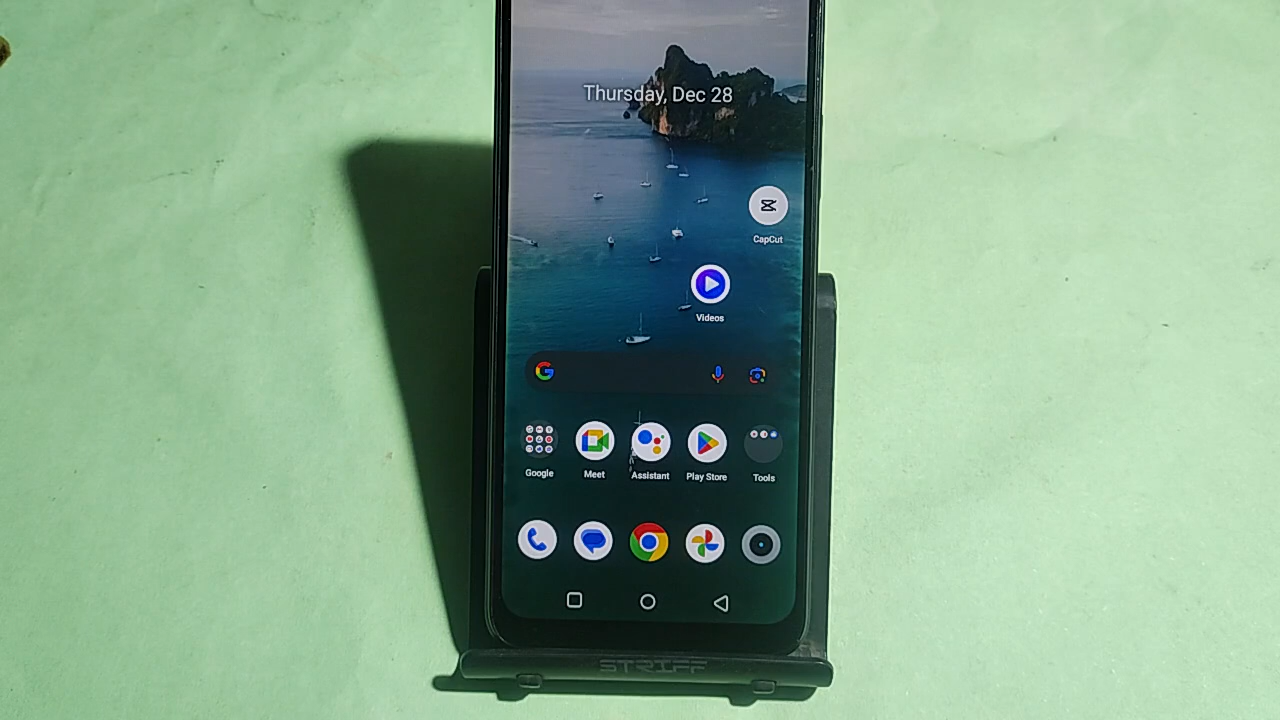 Thursday, Dec 28
CapCut
Videos
Google
Meet
Assistant
Play Store
Tools
STRIFF